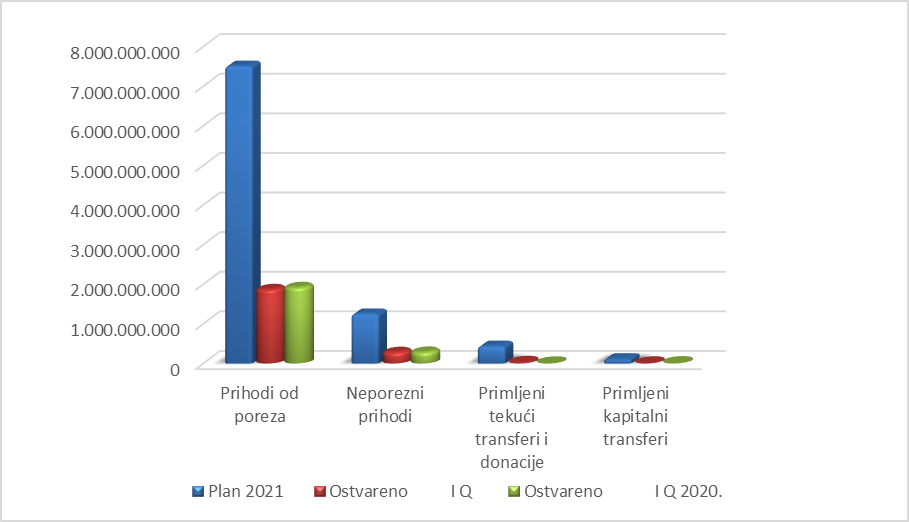 8.000.000.000
7.000.000.000
6.000.000.000
5.000.000.000
4.000.000.000
3.000.000.000
2.000.000.000
1.000.000.000
0
Prihodi od
poreza
Neporezni
prihodi
Primljeni
tekući
transferi i
donacije
Primljeni
kapitalni
transferi
Plan 2021 Ostvareno I Q Ostvareno I Q 2020.